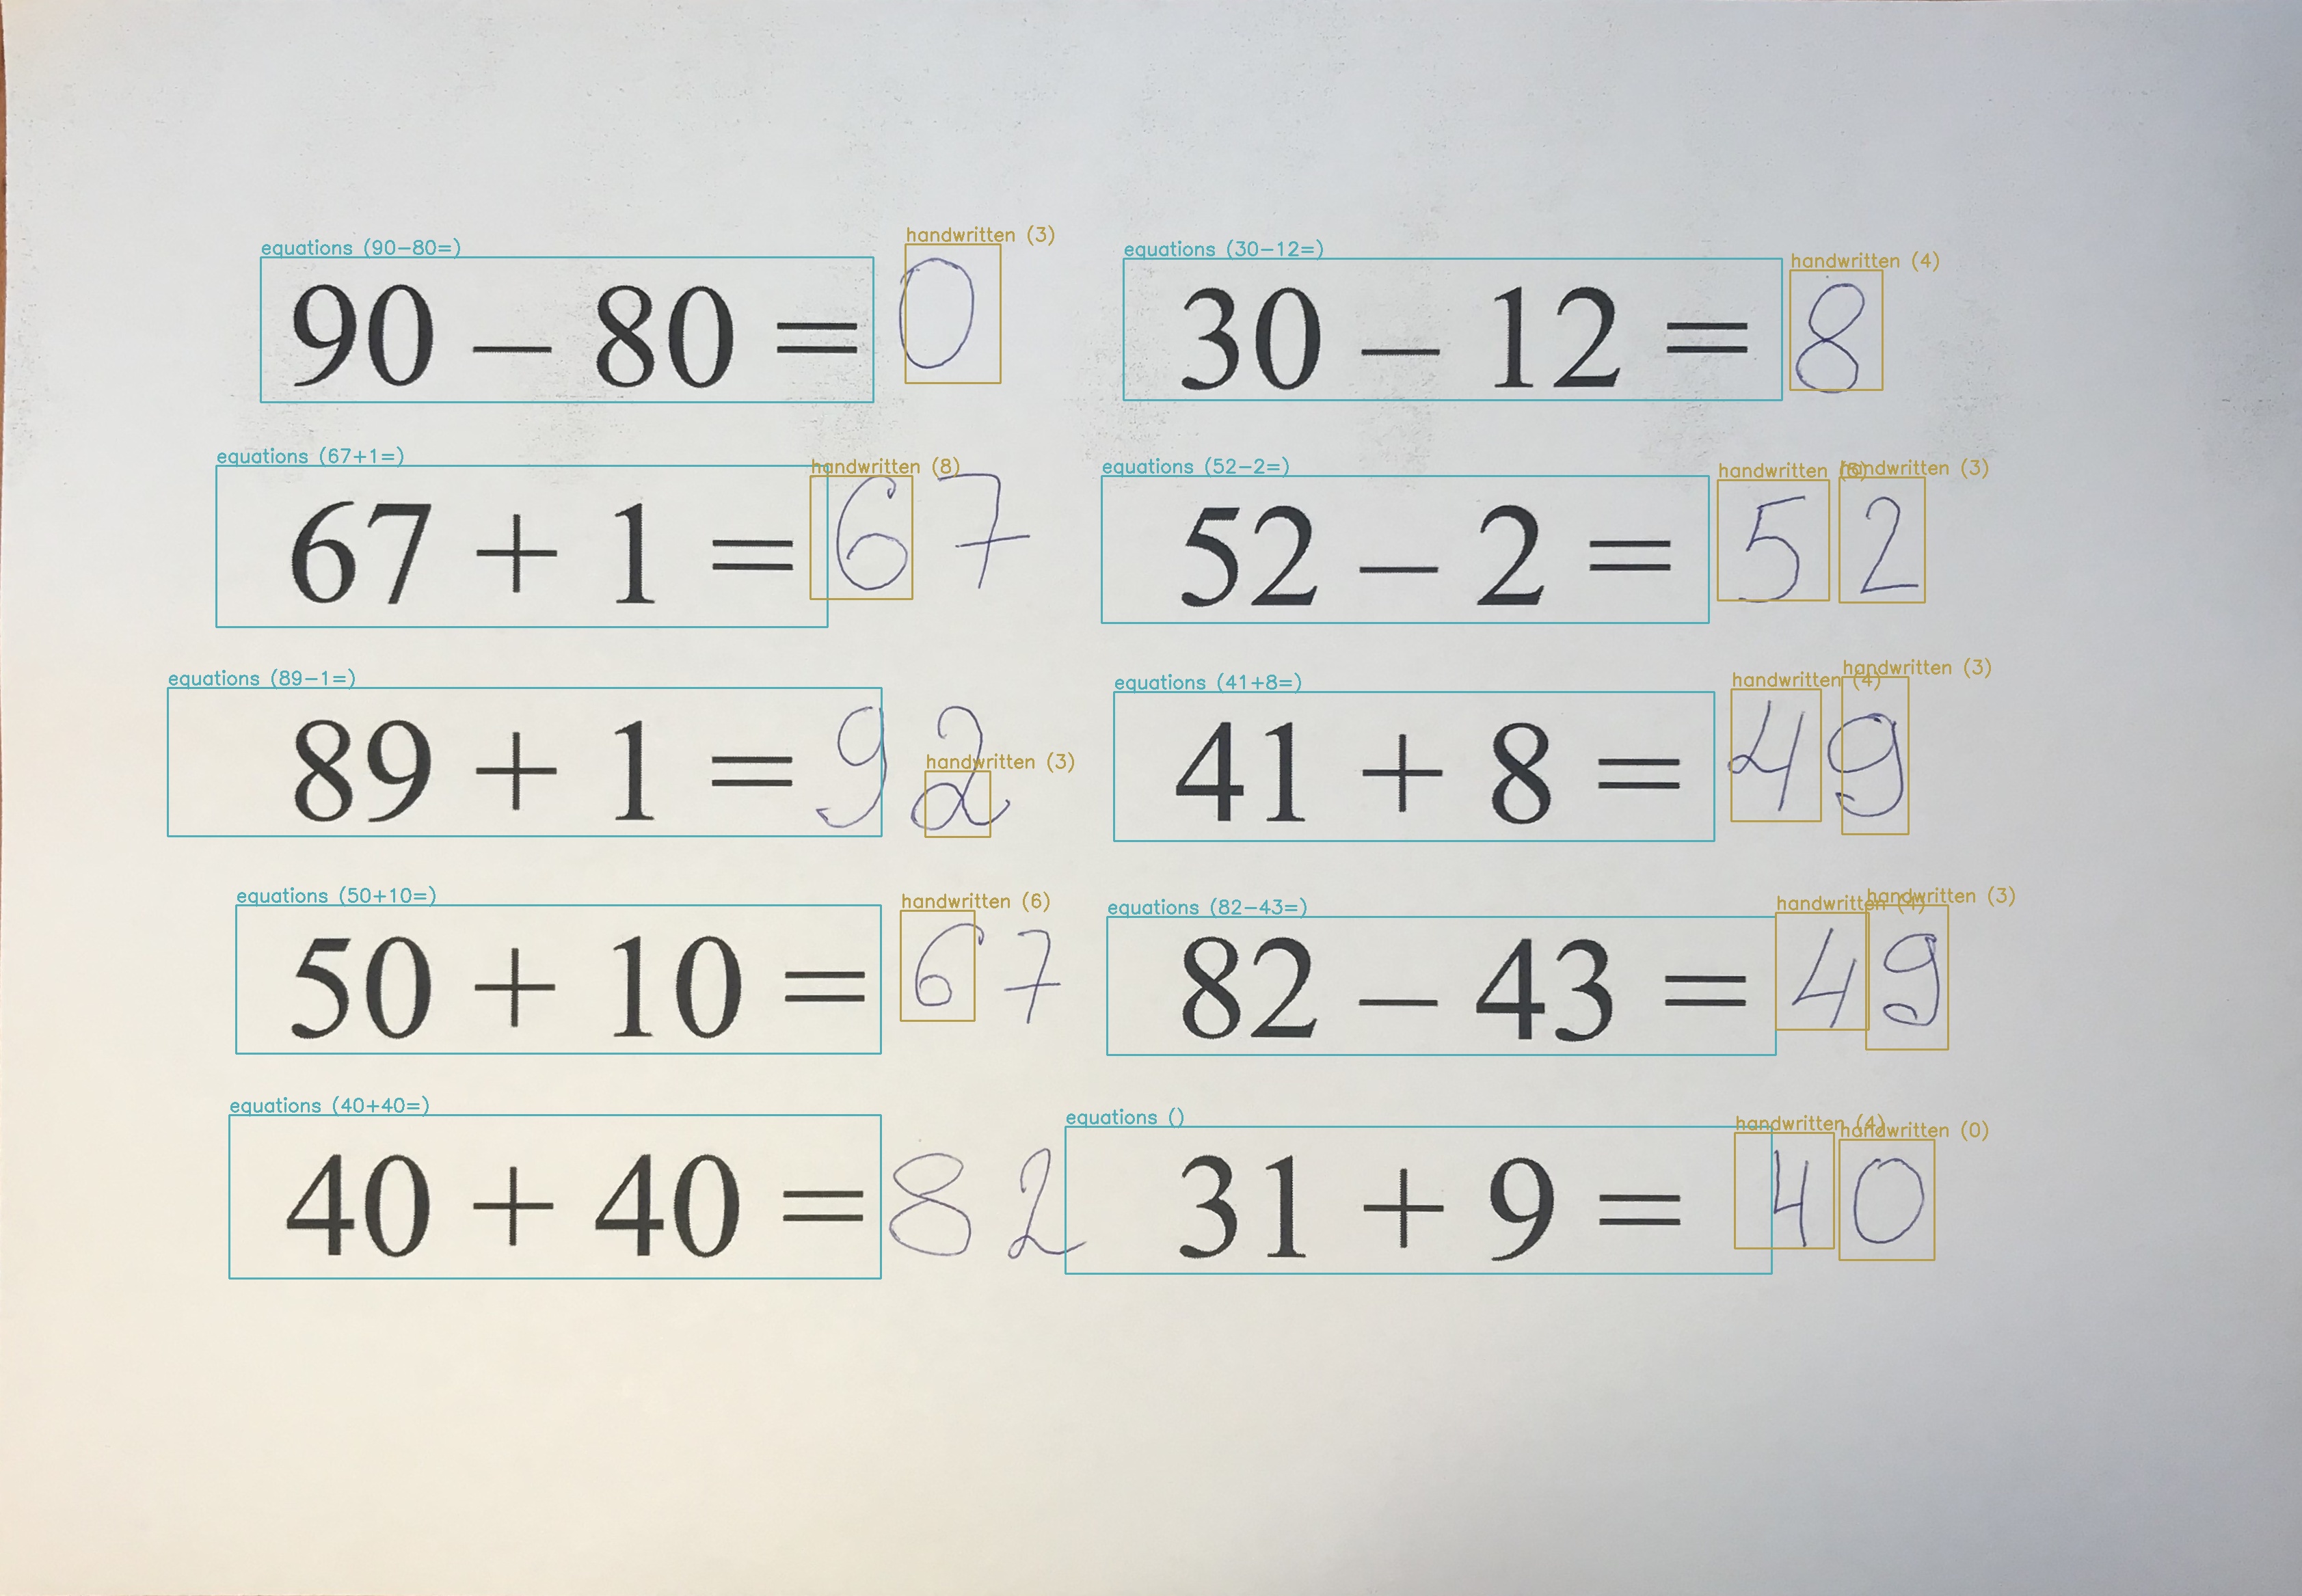 equations (90-80=) handwritten (3) equations (30-12=) handwritten (4)
90 – 80 = 0 30 – 12 = 8
equations (67+1=) handwritten (8) equations (52-2=) handwritten handwritten (3)
67 + 1 = 67 52 – 2 = 52
equations (89-1=) handwritten (3) equations (41+8=) handwritten (4) handwritten (3)
89 + 1 = 92 41 + 8 = 49
equations (50+10=) handwritten (6) equations (82-43=) handwritten handwritten (3)
50 + 10 = 67 82 – 43 = 49
equations (40+40=) equations () handwritten (4) handwritten (0)
40 + 40 = 82 31 + 9 = 40